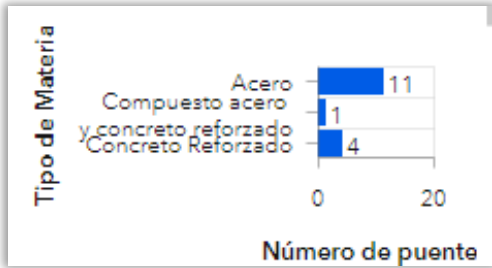 Tipo de Materia
Acero
11
Compuesto acero
y concreto reforzado
1
Concreto Reforzado
4
0
20
Número de puente